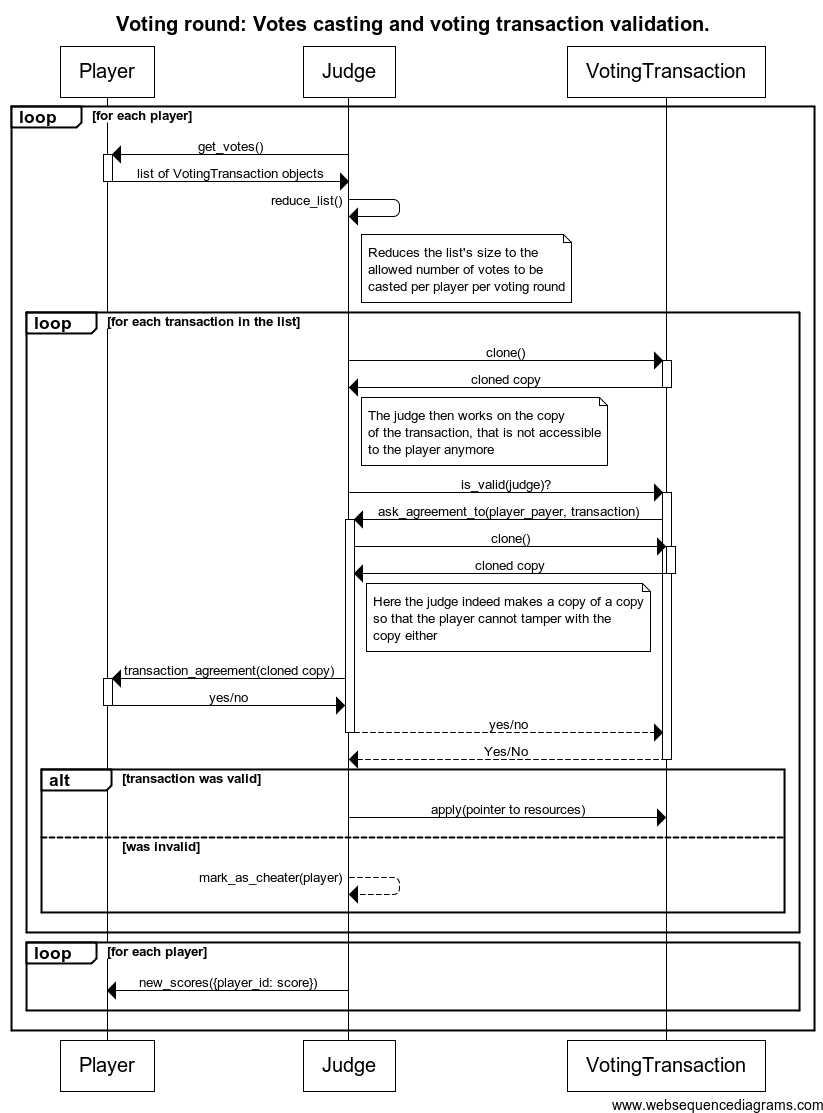 Voting round: Votes casting and voting transaction validation.
Player
Judge
VotingTransaction
loop
[for each player]
get_votes()
list of VotingTransaction objects
reduce_list()
Reduces the list's size to the
allowed number of votes to be
casted per player per voting round
loop
[for each transaction in the list]
clone()
cloned copy
The judge then works on the copy
of the transaction, that is not accessible
to the player anymore
is_valid(judge)?
ask_agreement_to(player_payer, transaction)
clone()
cloned copy
Here the judge indeed makes a copy of a copy
so that the player cannot tamper with the
copy either
transaction_agreement(cloned copy)
yes/no
yes/no
Yes/No
alt
[transaction was valid]
apply(pointer to resources)
[was invalid]
mark_as_cheater(player)
loop
[for each player]
new_scores({player_id: score})
Player
Judge
VotingTransaction
www.websequencediagrams.com